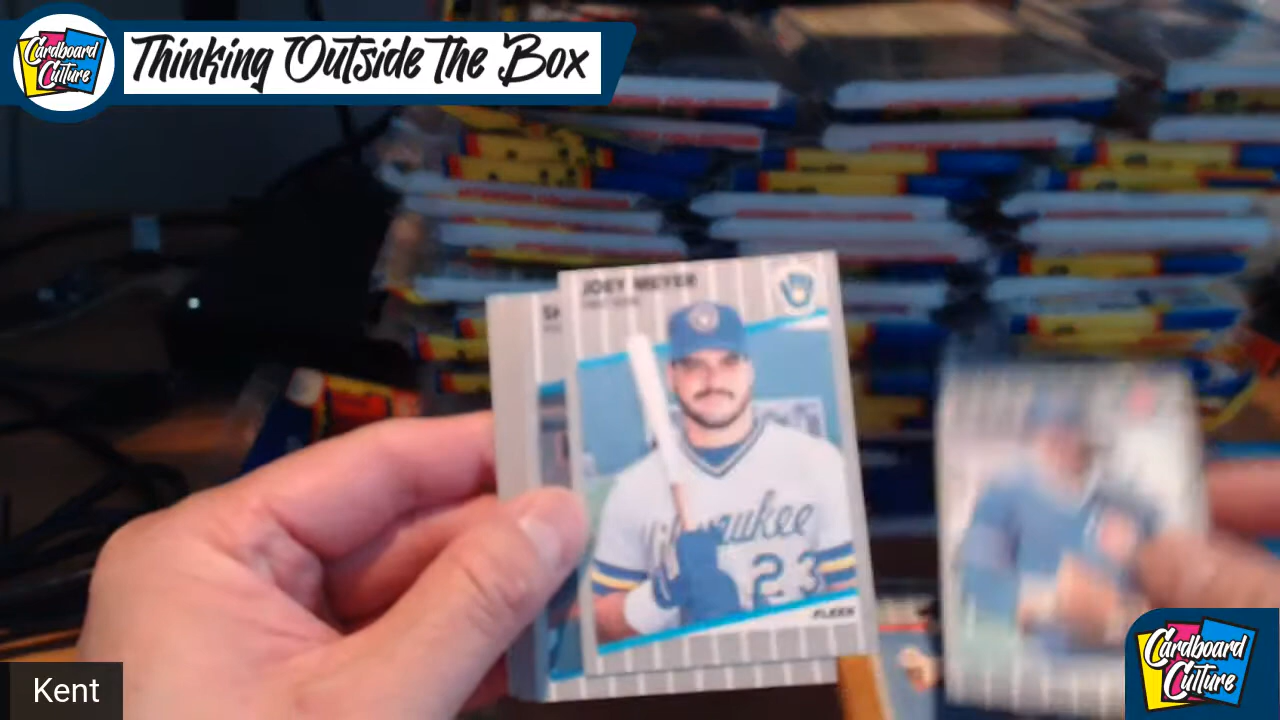 Cardboard
Culture
Thinking Outside The Box
JOEY MEYER
Milwaukee
23
FLEER
Kent
Cardboard
Culture